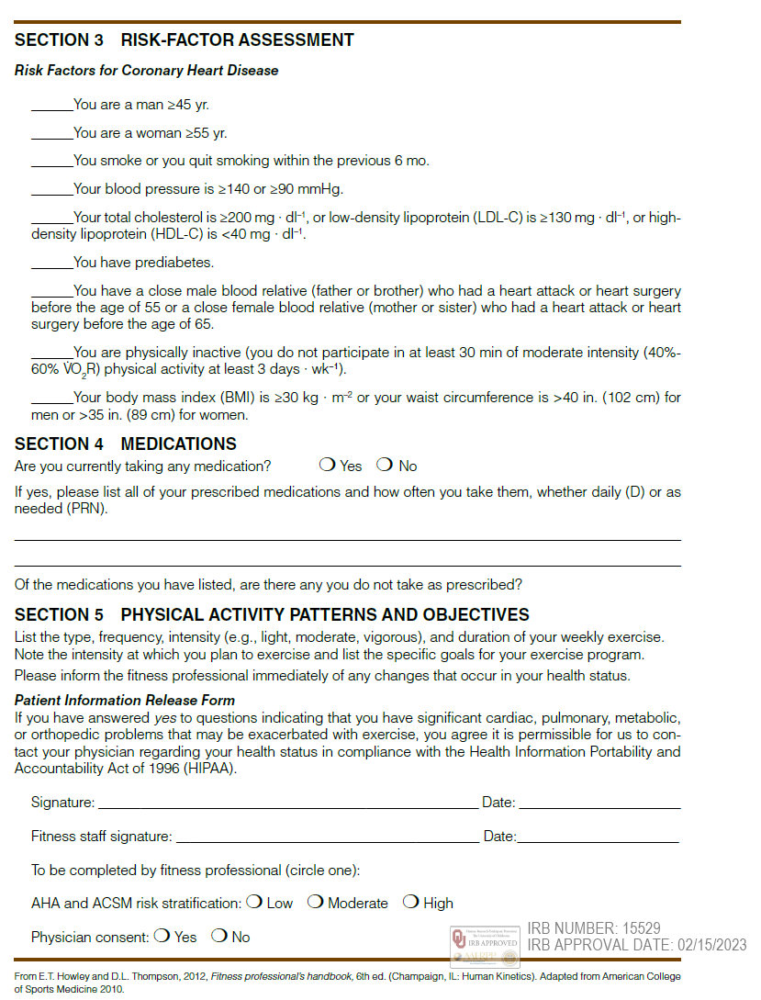 SECTION 3 RISK-FACTOR ASSESSMENT
Risk Factors for Coronary Heart Disease
______You are a man ≥45 yr.
______You are a woman ≥55 yr.
______You smoke or you quit smoking within the previous 6 mo.
______Your blood pressure is ≥140 or ≥90 mmHg.
______Your total cholesterol is ≥200 mg · dl⁻¹, or low-density lipoprotein (LDL-C) is ≥130 mg · dl⁻¹, or high-
density lipoprotein (HDL-C) is <40 mg · dl⁻¹.
______You have prediabetes.
______You have a close male blood relative (father or brother) who had a heart attack or heart surgery
before the age of 55 or a close female blood relative (mother or sister) who had a heart attack or heart
surgery before the age of 65.
______You are physically inactive (you do not participate in at least 30 min of moderate intensity (40%-
60% V̇O₂R) physical activity at least 3 days · wk⁻¹).
______Your body mass index (BMI) is ≥30 kg · m⁻² or your waist circumference is >40 in. (102 cm) for
men or >35 in. (89 cm) for women.
SECTION 4 MEDICATIONS
Are you currently taking any medication? ❍ Yes ❍ No
If yes, please list all of your prescribed medications and how often you take them, whether daily (D) or as
needed (PRN).
Of the medications you have listed, are there any you do not take as prescribed?
SECTION 5 PHYSICAL ACTIVITY PATTERNS AND OBJECTIVES
List the type, frequency, intensity (e.g., light, moderate, vigorous), and duration of your weekly exercise.
Note the intensity at which you plan to exercise and list the specific goals for your exercise program.
Please inform the fitness professional immediately of any changes that occur in your health status.
Patient Information Release Form
If you have answered yes to questions indicating that you have significant cardiac, pulmonary, metabolic,
or orthopedic problems that may be exacerbated with exercise, you agree it is permissible for us to con-
tact your physician regarding your health status in compliance with the Health Information Portability and
Accountability Act of 1996 (HIPAA).
Signature: ______ Date: ______
Fitness staff signature: ______ Date:______
To be completed by fitness professional (circle one):
AHA and ACSM risk stratification: ❍ Low ❍ Moderate ❍ High
Physician consent: ❍ Yes ❍ No
IRB APPROVED
IRB NUMBER: 15529
IRB APPROVAL DATE: 02/15/2023
From E.T. Howley and D.L. Thompson, 2012, Fitness professional's handbook, 6th ed. (Champaign, IL: Human Kinetics). Adapted from American College
of Sports Medicine 2010.